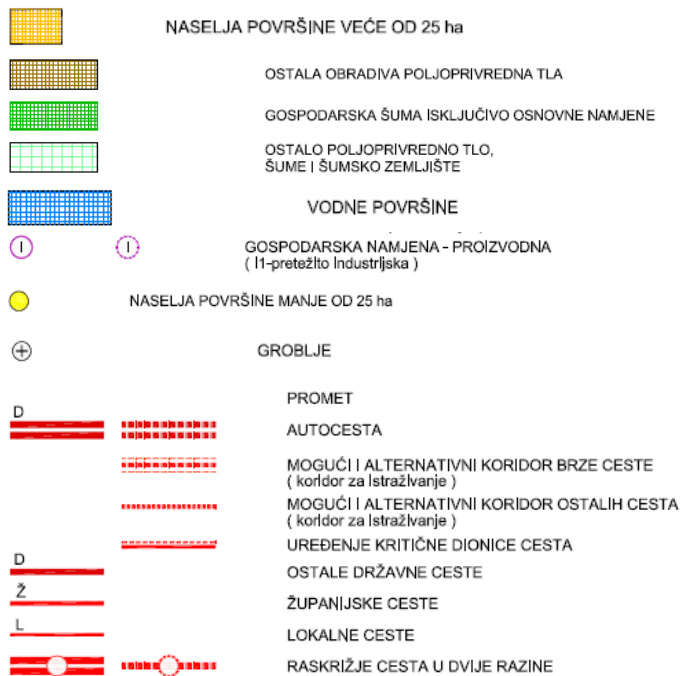 NASELJA POVRŠINE VEĆE OD 25 ha
OSTALA OBRADIVA POLJOPRIVREDNA TLA
GOSPODARSKA ŠUMA ISKLJUČIVO OSNOVNE NAMJENE
OSTALO POLJOPRIVREDNO TLO,
ŠUME I ŠUMSKO ZEMLJIŠTE
VODNE POVRŠINE
I I GOSPODARSKA NAMJENA - PROIZVODNA
( I1-pretežito Industrijska )
NASELJA POVRŠINE MANJE OD 25 ha
GROBLJE
PROMET
D
AUTOCESTA
MOGUĆI I ALTERNATIVNI KORIDOR BRZE CESTE
( koridor za Istraživanje )
MOGUĆI I ALTERNATIVNI KORIDOR OSTALIH CESTA
( koridor za Istraživanje )
UREĐENJE KRITIČNE DIONICE CESTA
D
OSTALE DRŽAVNE CESTE
Ž
ŽUPANIJSKE CESTE
L
LOKALNE CESTE
RASKRIŽJE CESTA U DVIJE RAZINE